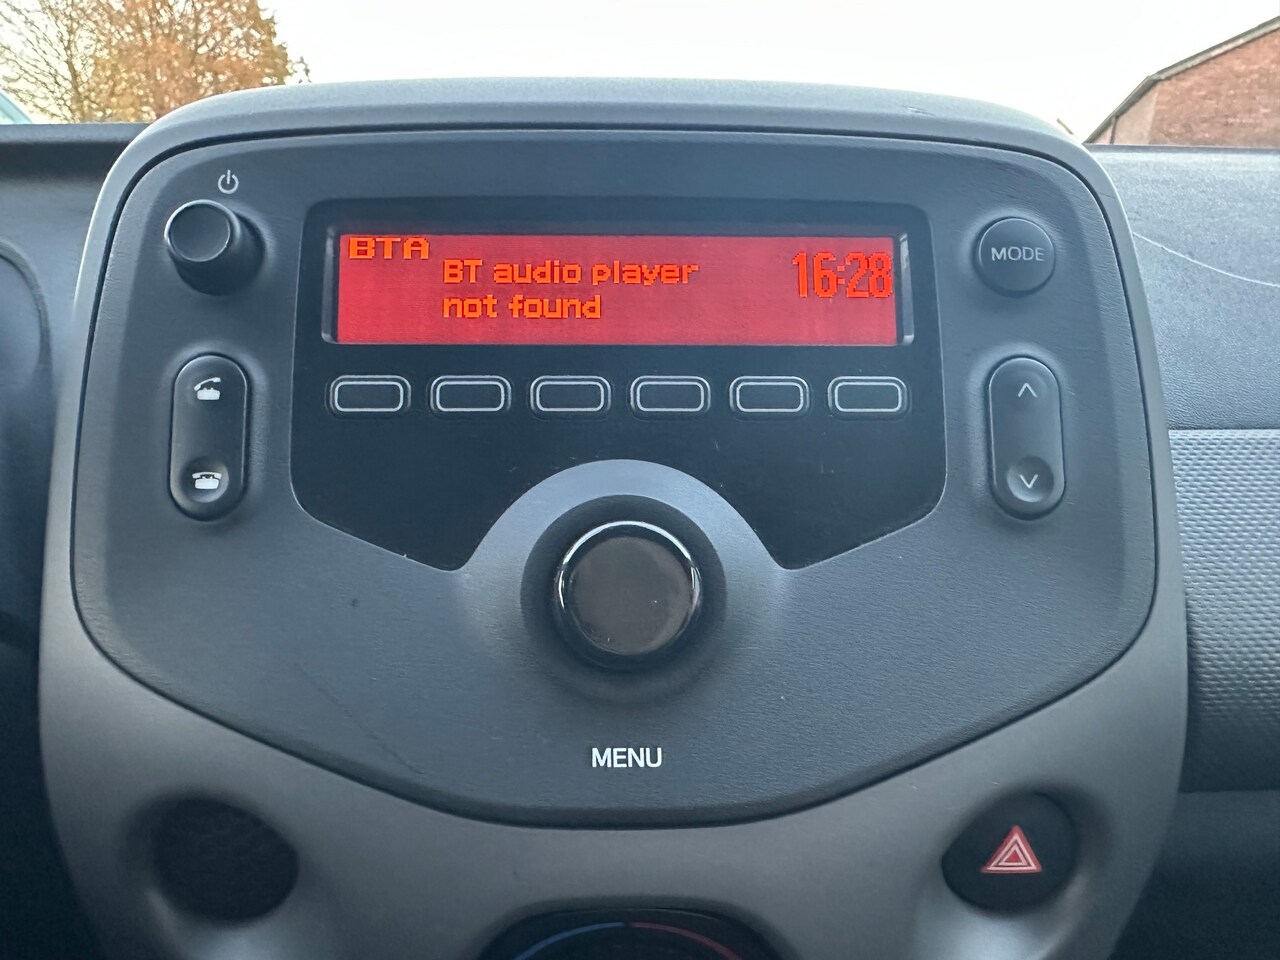 BTA
BT audio player
not found
16:28
MODE
MENU